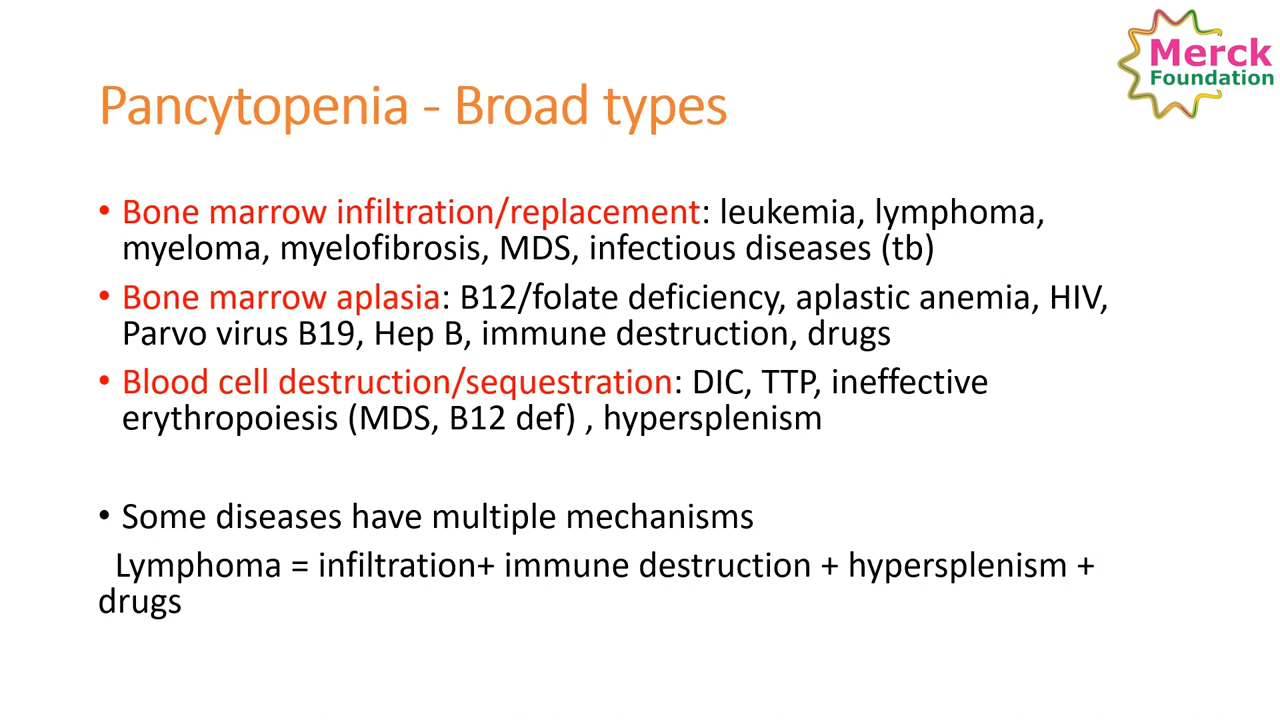 Merck
Foundation
Pancytopenia - Broad types
• Bone marrow infiltration/replacement: leukemia, lymphoma,
myeloma, myelofibrosis, MDS, infectious diseases (tb)
• Bone marrow aplasia: B12/folate deficiency, aplastic anemia, HIV,
Parvo virus B19, Hep B, immune destruction, drugs
• Blood cell destruction/sequestration: DIC, TTP, ineffective
erythropoiesis (MDS, B12 def) , hypersplenism
• Some diseases have multiple mechanisms
Lymphoma = infiltration+ immune destruction + hypersplenism +
drugs